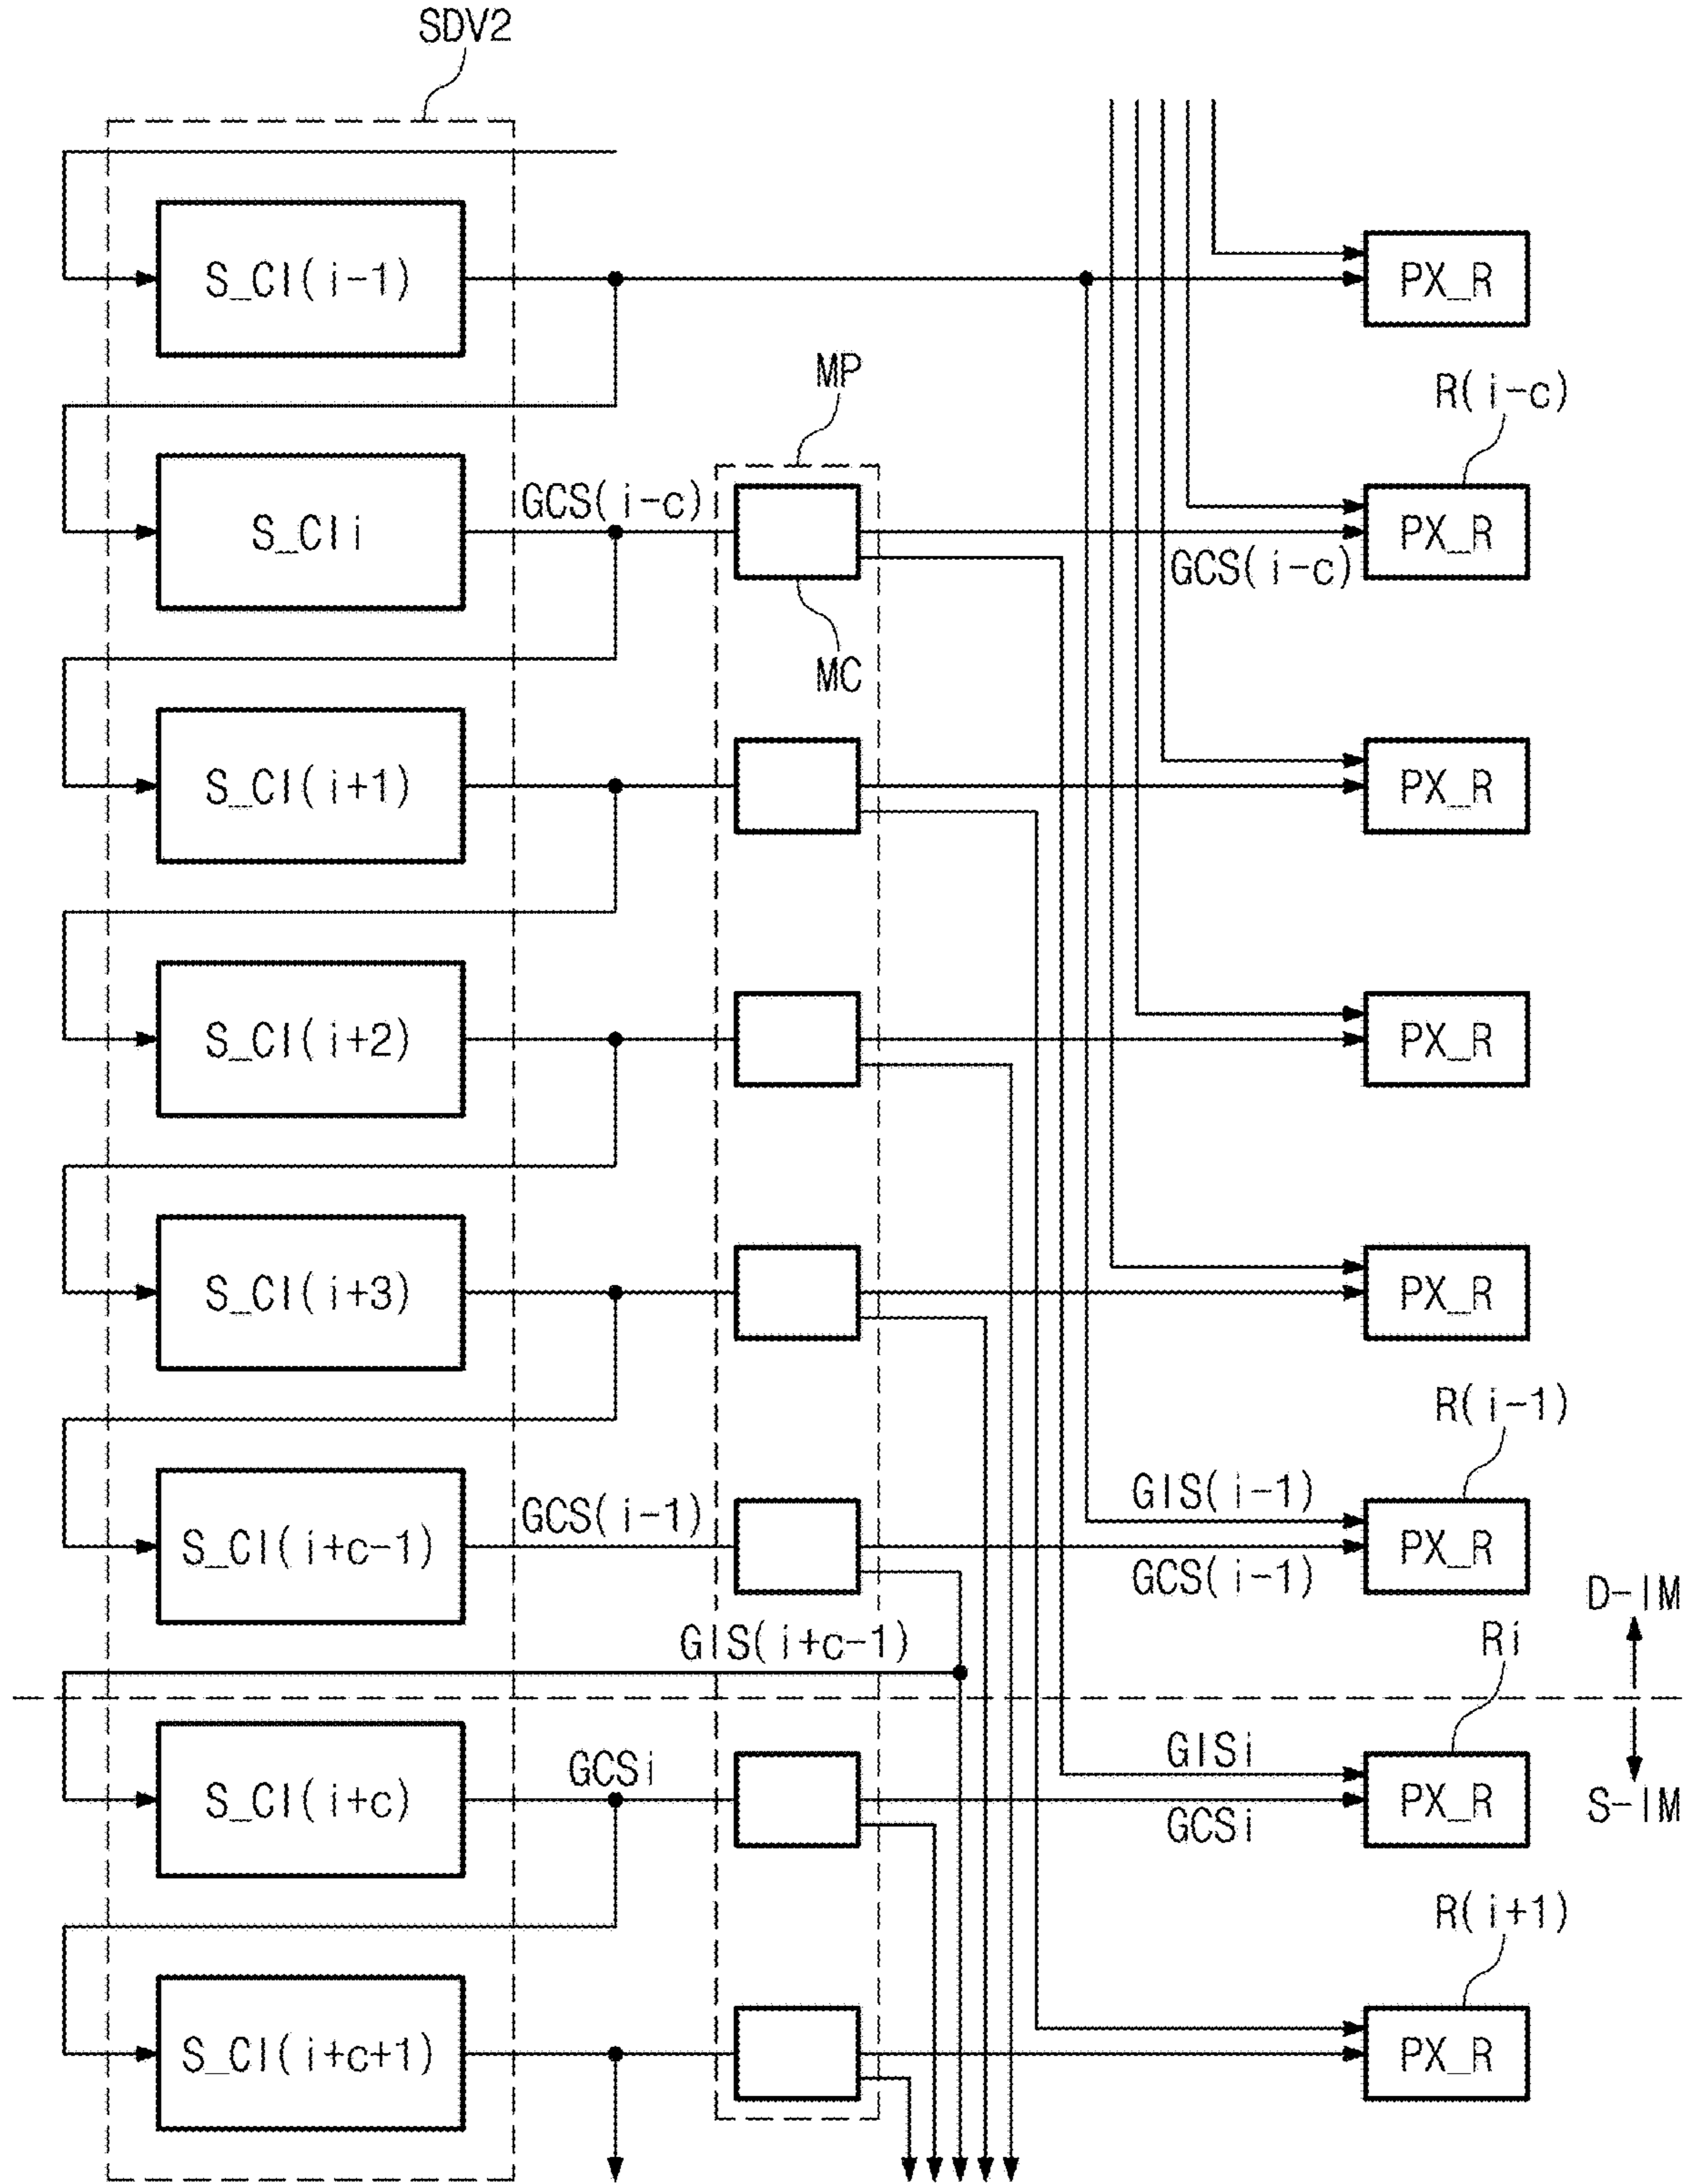 SDV2
S_CI(i-1)
PX_R
MP
R(i-c)
S_CIi
GCS(i-c)
PX_R
GCS(i-c)
MC
S_CI(i+1)
PX_R
S_CI(i+2)
PX_R
S_CI(i+3)
PX_R
R(i-1)
GIS(i-1)
S_CI(i+c-1)
GCS(i-1)
PX_R
GCS(i-1)
D-IM
GIS(i+c-1)
Ri
GISi
GCSi
S_CI(i+c)
PX_R
S-IM
GCSi
R(i+1)
S_CI(i+c+1)
PX_R